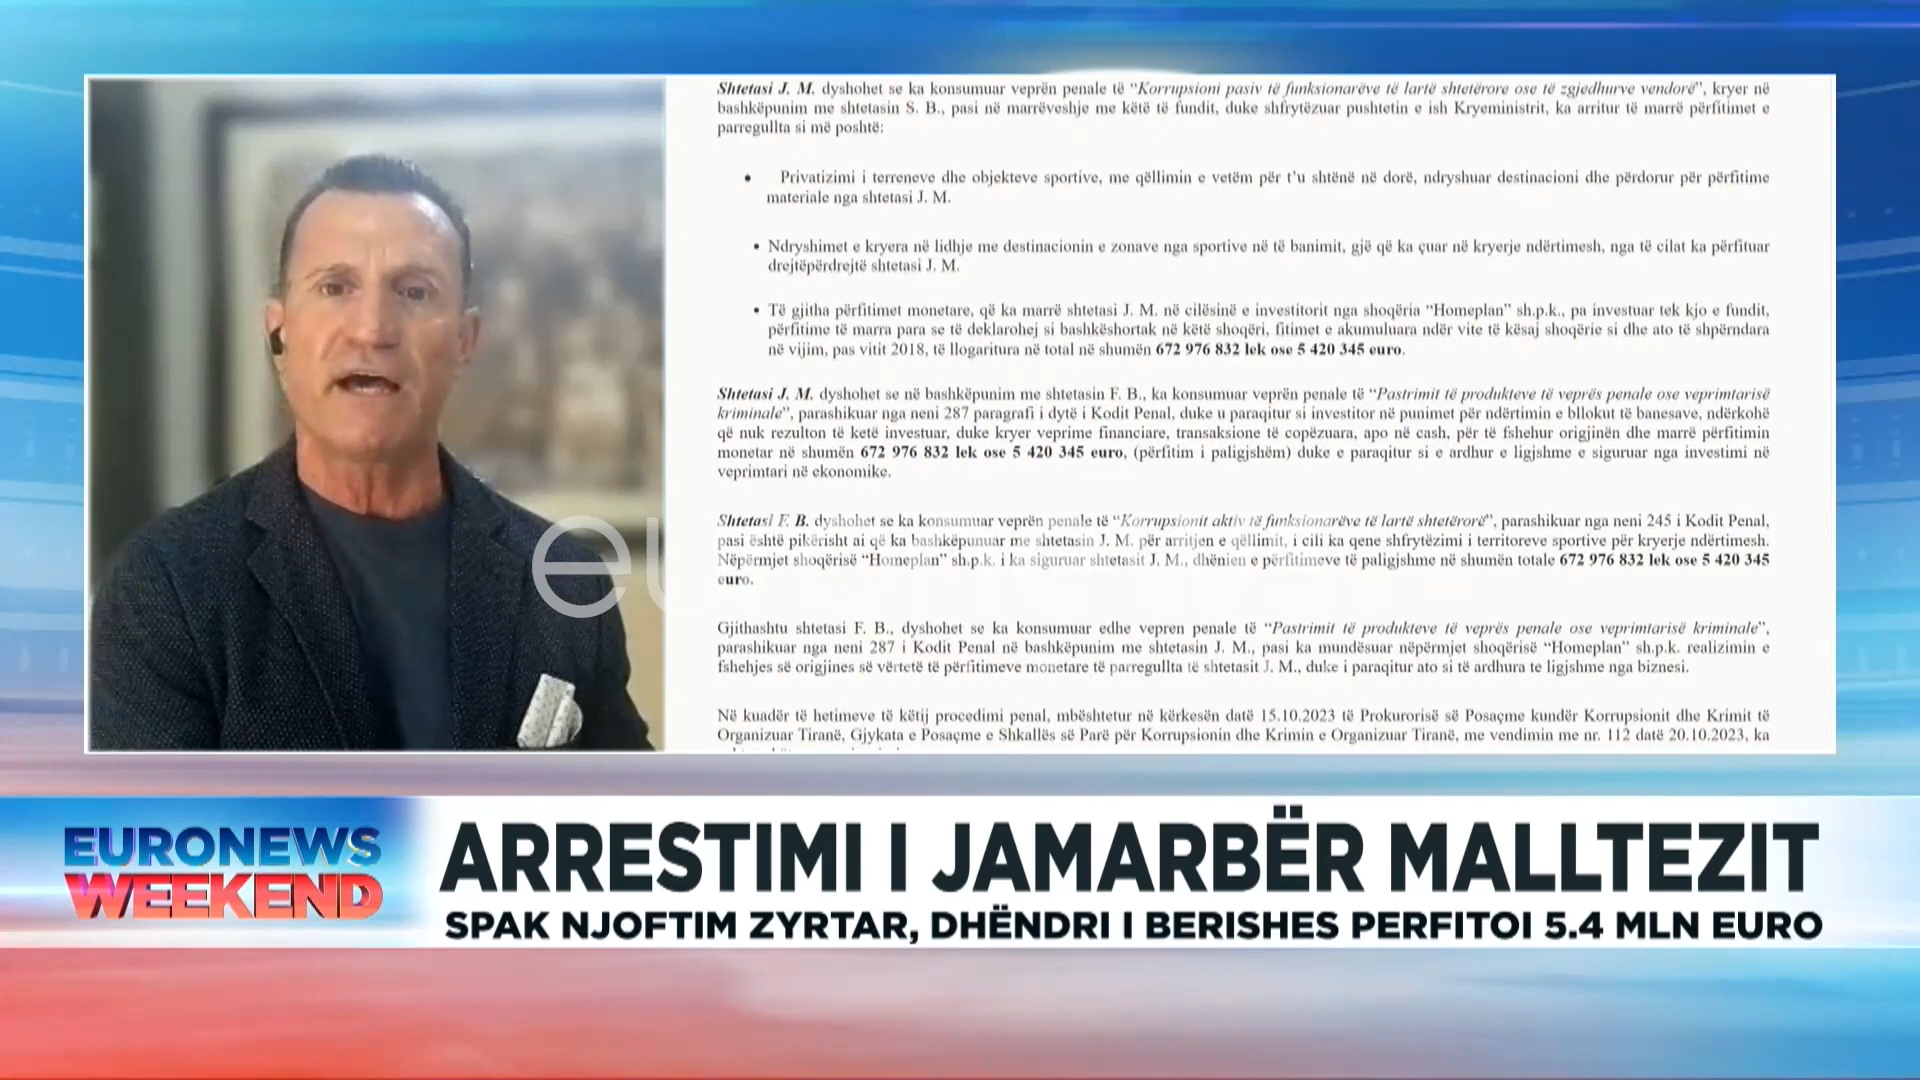 Shtetasi J. M. dyshohet se ka konsumuar veprën penale të “Korrupsioni pasiv të funksionarëve të lartë shtetërore ose të zgjedhurve vendorë”, kryer në
bashkëpunim me shtetasin S. B., pasi në marrëveshje me këtë të fundit, duke shfrytëzuar pushtetin e ish Kryeministrit, ka arritur të marrë përfitimet e
parregullta si më poshtë:
• Privatizimi i terreneve dhe objekteve sportive, me qëllimin e vetëm për t’u shtënë në dorë, ndryshuar destinacioni dhe përdorur për përfitime
materiale nga shtetasi J. M.
• Ndryshimet e kryera në lidhje me destinacionin e zonave nga sportive në të banimit, gjë që ka çuar në kryerje ndërtimesh, nga të cilat ka përfituar
drejtëpërdrejtë shtetasi J. M.
• Të gjitha përfitimet monetare, që ka marrë shtetasi J. M. në cilësinë e investitorit nga shoqëria “Homeplan” sh.p.k., pa investuar tek kjo e fundit,
përfitime të marra para se të deklarohej si bashkëshortak në këtë shoqëri, fitimet e akumuluara ndër vite të kësaj shoqërie si dhe ato të shpërndara
në vijim, pas vitit 2018, të llogaritura në total në shumën 672 976 832 lek ose 5 420 345 euro.
Shtetasi J. M. dyshohet se në bashkëpunim me shtetasin F. B., ka konsumuar veprën penale të “Pastrimit të produkteve të veprës penale ose veprimtarisë
kriminale”, parashikuar nga neni 287 paragrafi i dytë i Kodit Penal, duke u paraqitur si investitor në punimet për ndërtimin e bllokut të banesave, ndërkohë
që nuk rezulton të ketë investuar, duke kryer veprime financiare, transaksione të copëzuara, apo në cash, për të fshehur origjinën dhe marrë përfitimin
monetar në shumën 672 976 832 lek ose 5 420 345 euro, (përfitim i paligjshëm) duke e paraqitur si e ardhur e ligjshme e siguruar nga investimi në
veprimtari në ekonomike.
Shtetasi F. B. dyshohet se ka konsumuar veprën penale të “Korrupsionit aktiv të funksionarëve të lartë shtetërorë”, parashikuar nga neni 245 i Kodit Penal,
pasi është pikërisht ai që ka bashkëpunuar me shtetasin J. M. për arritjen e qëllimit, i cili ka qene shfrytëzimi i territoreve sportive për kryerje ndërtimesh.
Nëpërmjet shoqërisë “Homeplan” sh.p.k. i ka siguruar shtetasit J. M., dhënien e përfitimeve të paligjshme në shumën totale 672 976 832 lek ose 5 420 345
euro.
Gjithashtu shtetasi F. B., dyshohet se ka konsumuar edhe vepren penale të “Pastrimit të produkteve të veprës penale ose veprimtarisë kriminale”,
parashikuar nga neni 287 i Kodit Penal në bashkëpunim me shtetasin J. M., pasi ka mundësuar nëpërmjet shoqërisë “Homeplan” sh.p.k. realizimin e
fshehjes së origjines së vërtetë të përfitimeve monetare të parregullta të shtetasit J. M., duke i paraqitur ato si të ardhura te ligjshme nga biznesi.
Në kuadër të hetimeve të këtij procedimi penal, mbështetur në kërkesën datë 15.10.2023 të Prokurorisë së Posaçme kundër Korrupsionit dhe Krimit të
Organizuar Tiranë, Gjykata e Posaçme e Shkallës së Parë për Korrupsionin dhe Krimin e Organizuar Tiranë, me vendimin me nr. 112 datë 20.10.2023, ka
eu
EURONEWS
WEEKEND
ARRESTIMI I JAMARBËR MALLTEZIT
SPAK NJOFTIM ZYRTAR, DHËNDRI I BERISHES PERFITOI 5.4 MLN EURO